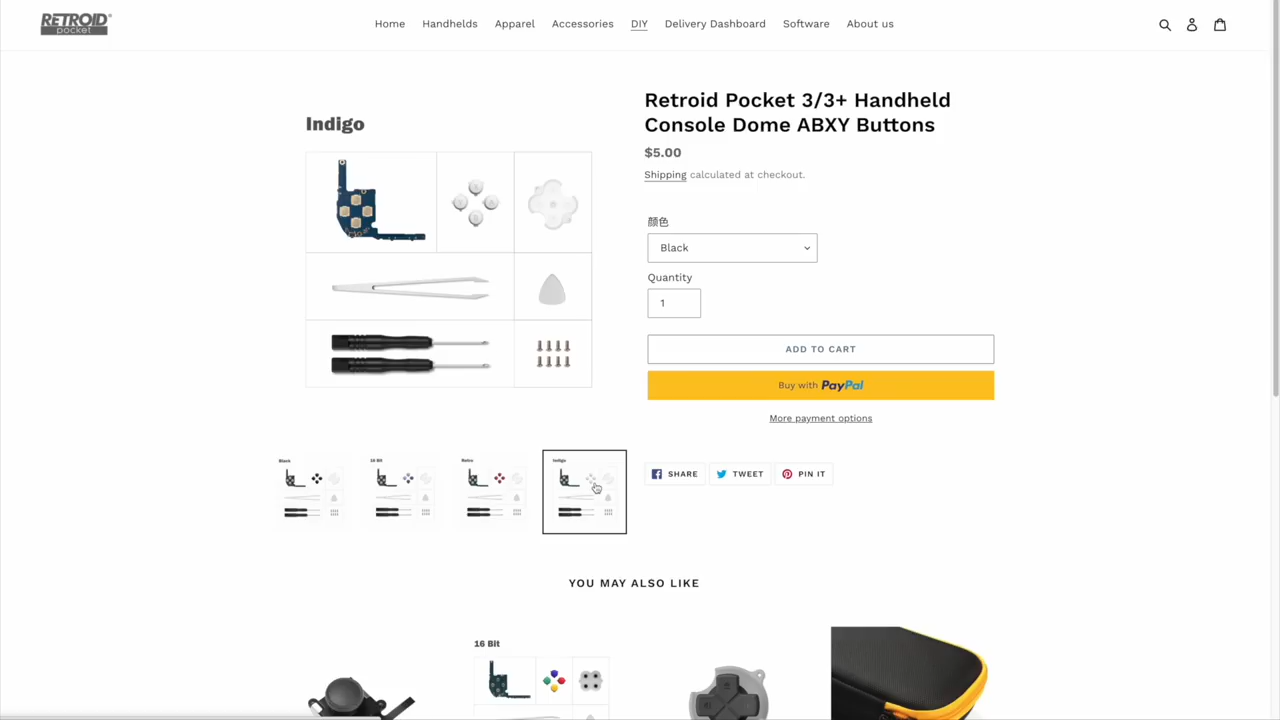 RETROID
pocket
Home Handhelds Apparel Accessories DIY Delivery Dashboard Software About us
Indigo
Retroid Pocket 3/3+ Handheld
Console Dome ABXY Buttons
$5.00
Shipping calculated at checkout.
颜色
Black
Quantity
1
ADD TO CART
Buy with PayPal
More payment options
Black 16 Bit Retro Indigo
SHARE TWEET PIN IT
YOU MAY ALSO LIKE
16 Bit